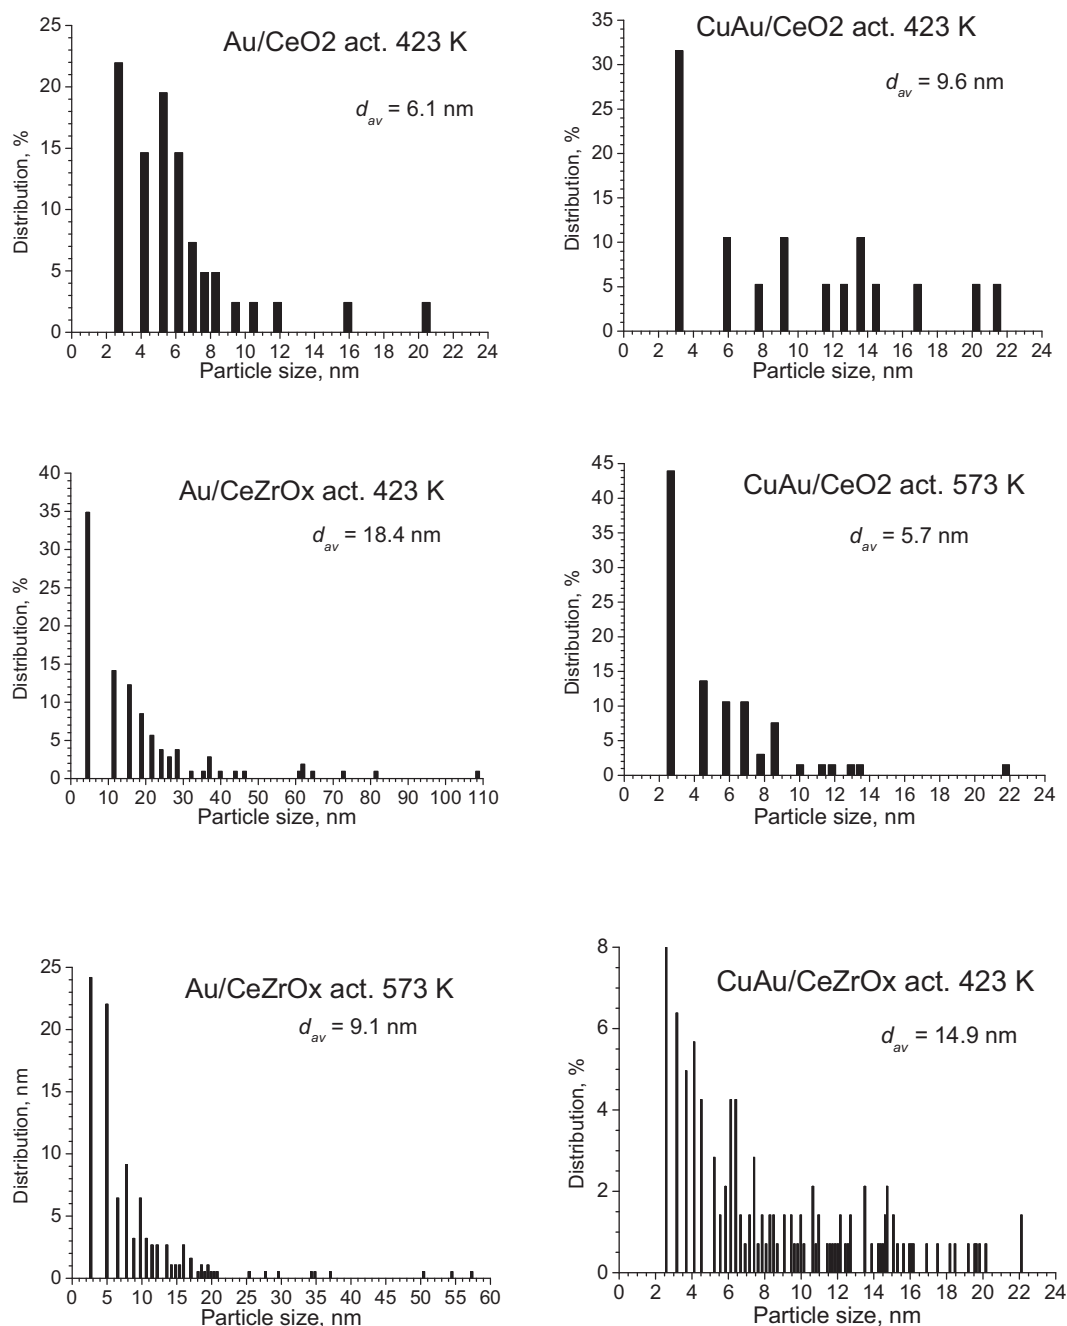 Au/CeO2 act. 423 K
d_av = 6.1 nm
Distribution, %
25
20
15
10
5
0
0 2 4 6 8 10 12 14 16 18 20 22 24
Particle size, nm
CuAu/CeO2 act. 423 K
d_av = 9.6 nm
Distribution, %
35
30
25
20
15
10
5
0
0 2 4 6 8 10 12 14 16 18 20 22 24
Particle size, nm
Au/CeZrOx act. 423 K
d_av = 18.4 nm
Distribution, %
40
35
30
25
20
15
10
5
0
0 10 20 30 40 50 60 70 80 90 100 110
Particle size, nm
CuAu/CeO2 act. 573 K
d_av = 5.7 nm
Distribution, %
45
40
35
30
25
20
15
10
5
0
0 2 4 6 8 10 12 14 16 18 20 22 24
Particle size, nm
Au/CeZrOx act. 573 K
d_av = 9.1 nm
Distribution, nm
25
20
15
10
5
0
0 5 10 15 20 25 30 35 40 45 50 55 60
Particle size, nm
CuAu/CeZrOx act. 423 K
d_av = 14.9 nm
Distribution, %
8
6
4
2
0
0 2 4 6 8 10 12 14 16 18 20 22 24
Particle size, nm